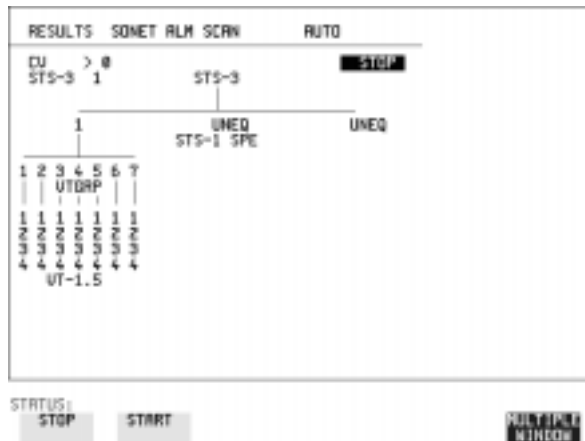 RESULTS SONET ALM SCAN AUTO
CV > 0 STOP
STS-3 1 STS-3
1 UNEQ UNEQ
STS-1 SPE
1 2 3 4 5 6 7
VTGRP
1 1 1 1 1 1 1
2 2 2 2 2 2 2
3 3 3 3 3 3 3
4 4 4 4 4 4 4
VT-1.5
STATUS:
STOP START MULTIPLE
WINDOW